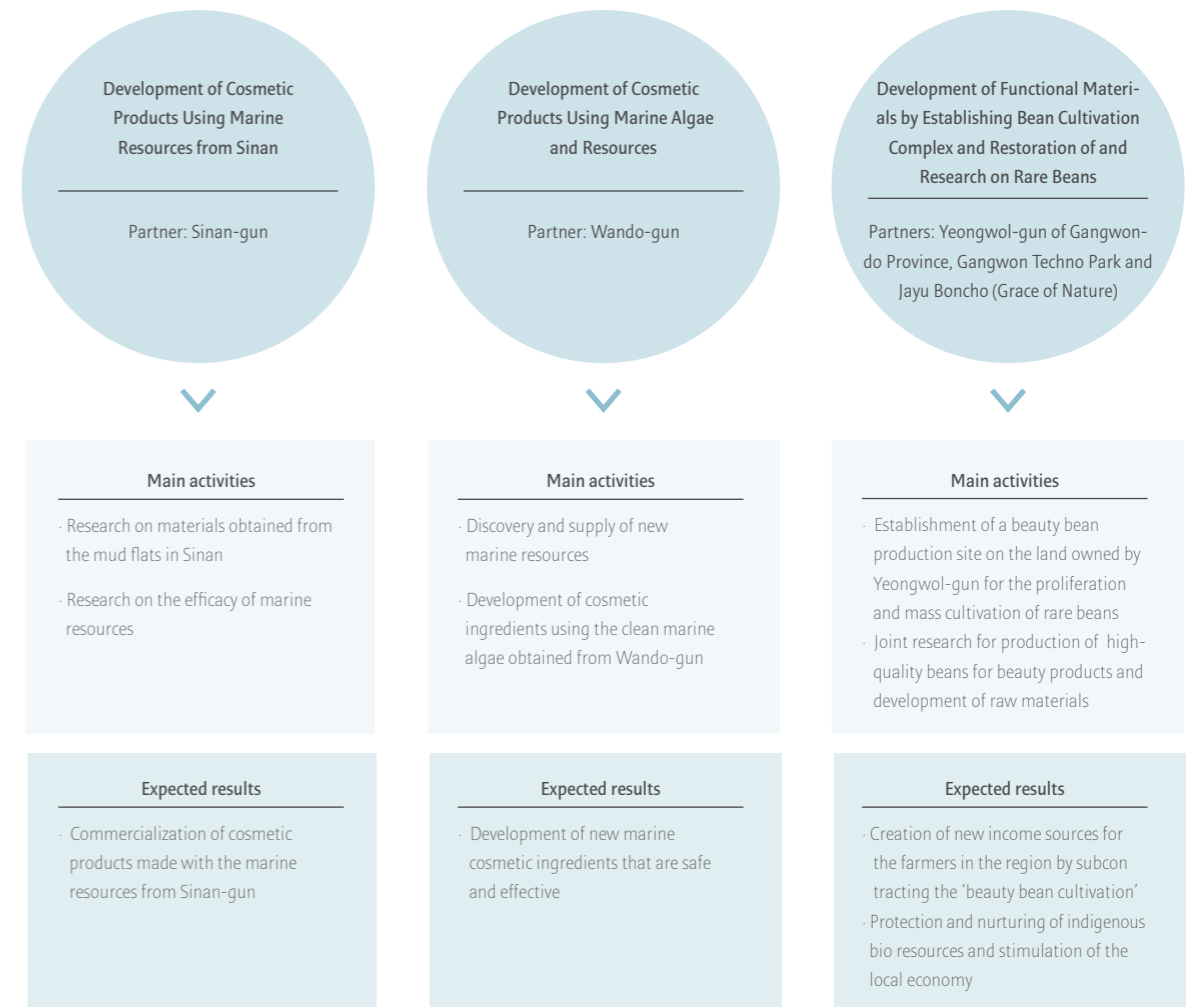 Development of Cosmetic
Products Using Marine
Resources from Sinan
Partner: Sinan-gun
Main activities
· Research on materials obtained from
the mud flats in Sinan
· Research on the efficacy of marine
resources
Expected results
· Commercialization of cosmetic
products made with the marine
resources from Sinan-gun
Development of Cosmetic
Products Using Marine Algae
and Resources
Partner: Wando-gun
Main activities
· Discovery and supply of new
marine resources
· Development of cosmetic
ingredients using the clean marine
algae obtained from Wando-gun
Expected results
· Development of new marine
cosmetic ingredients that are safe
and effective
Development of Functional Materi-
als by Establishing Bean Cultivation
Complex and Restoration of and
Research on Rare Beans
Partners: Yeongwol-gun of Gangwon-
do Province, Gangwon Techno Park and
Jayu Boncho (Grace of Nature)
Main activities
· Establishment of a beauty bean
production site on the land owned by
Yeongwol-gun for the proliferation
and mass cultivation of rare beans
· Joint research for production of high-
quality beans for beauty products and
development of raw materials
Expected results
· Creation of new income sources for
the farmers in the region by subcon
tracting the ‘beauty bean cultivation’
· Protection and nurturing of indigenous
bio resources and stimulation of the
local economy